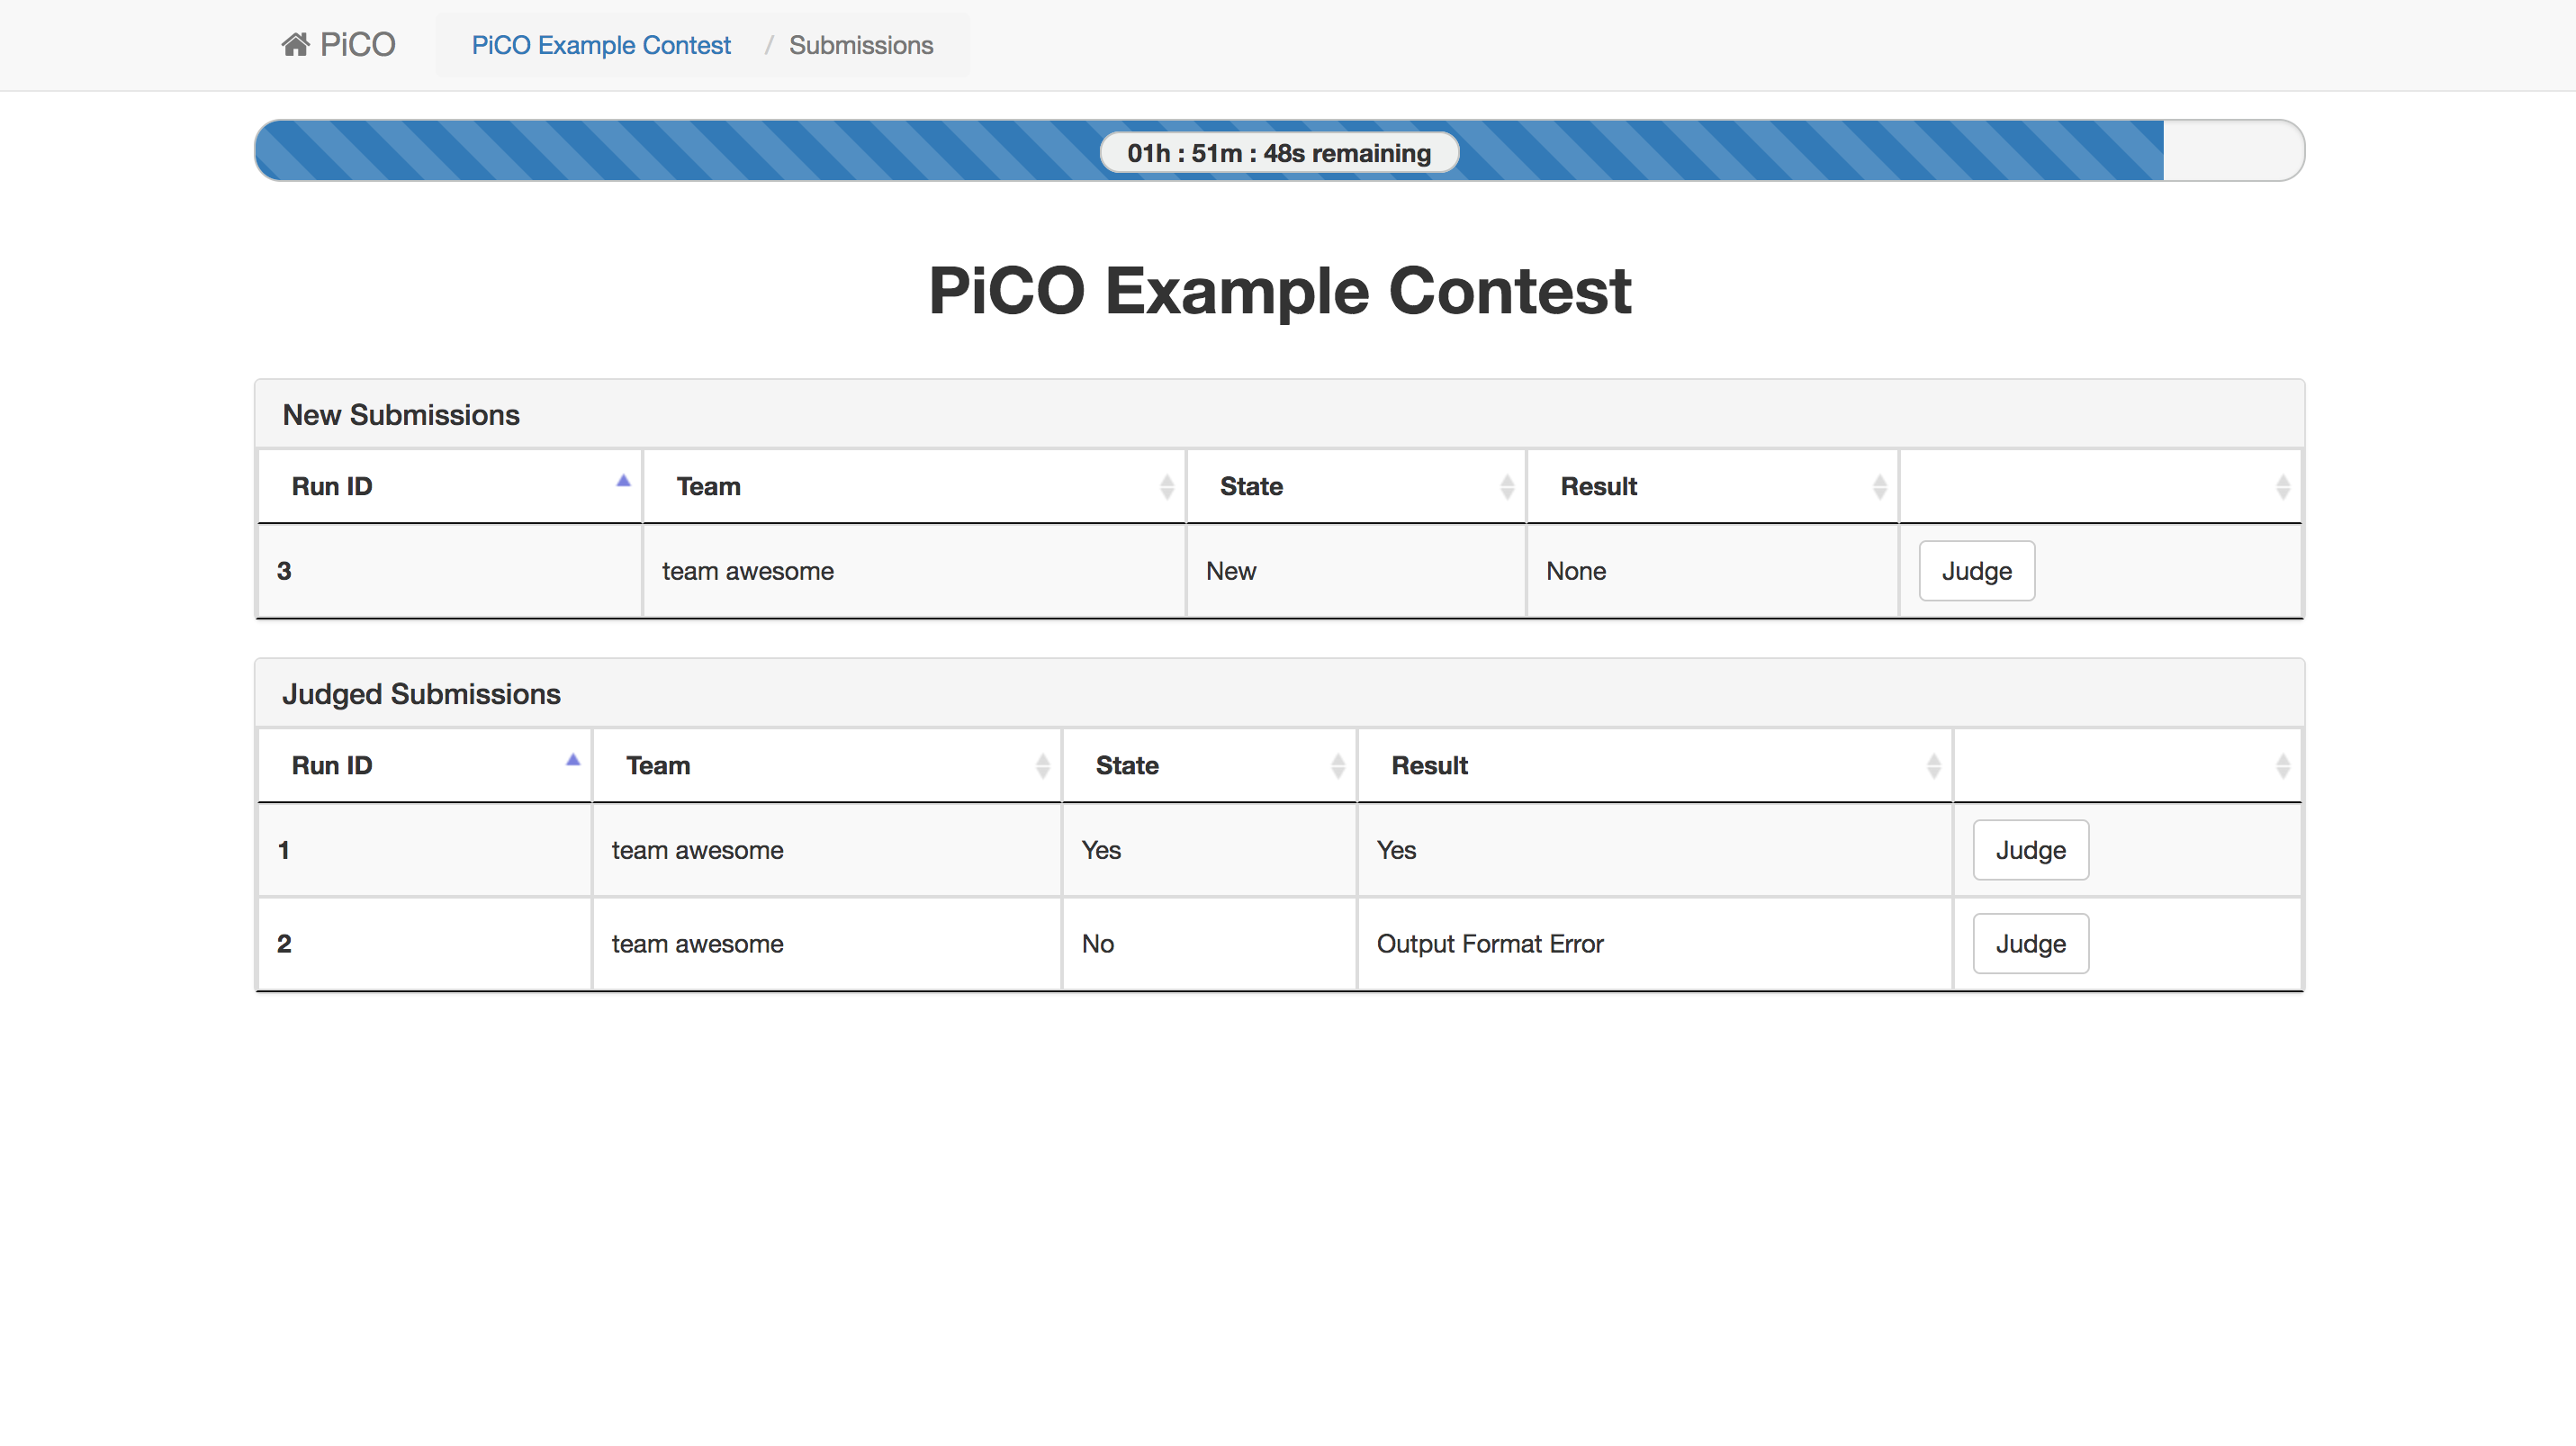 PiCO PiCO Example Contest / Submissions
01h : 51m : 48s remaining
PiCO Example Contest
New Submissions
Run ID Team State Result
3 team awesome New None Judge
Judged Submissions
Run ID Team State Result
1 team awesome Yes Yes Judge
2 team awesome No Output Format Error Judge